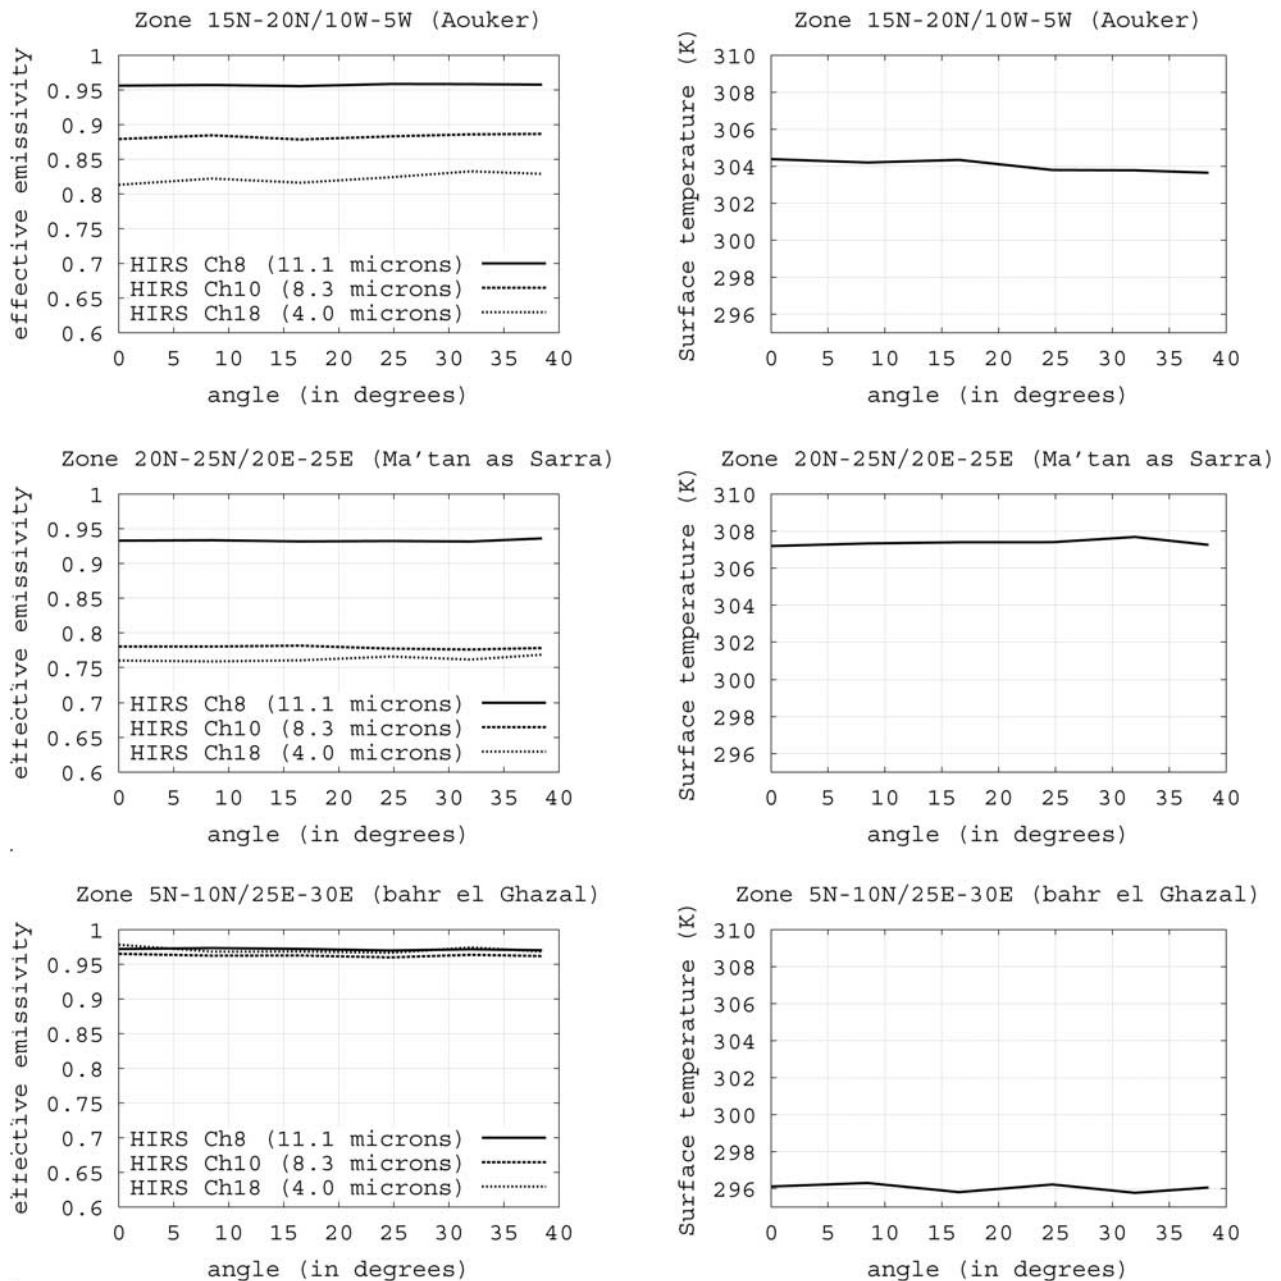 Zone 15N-20N/10W-5W (Aouker)
effective emissivity
1
0.95
0.9
0.85
0.8
0.75
0.7
0.65
0.6
HIRS Ch8 (11.1 microns)
HIRS Ch10 (8.3 microns)
HIRS Ch18 (4.0 microns)
0 5 10 15 20 25 30 35 40
angle (in degrees)
Zone 15N-20N/10W-5W (Aouker)
Surface temperature (K)
310
308
306
304
302
300
298
296
0 5 10 15 20 25 30 35 40
angle (in degrees)
Zone 20N-25N/20E-25E (Ma'tan as Sarra)
effective emissivity
1
0.95
0.9
0.85
0.8
0.75
0.7
0.65
0.6
HIRS Ch8 (11.1 microns)
HIRS Ch10 (8.3 microns)
HIRS Ch18 (4.0 microns)
0 5 10 15 20 25 30 35 40
angle (in degrees)
Zone 20N-25N/20E-25E (Ma'tan as Sarra)
Surface temperature (K)
310
308
306
304
302
300
298
296
0 5 10 15 20 25 30 35 40
angle (in degrees)
Zone 5N-10N/25E-30E (bahr el Ghazal)
effective emissivity
1
0.95
0.9
0.85
0.8
0.75
0.7
0.65
0.6
HIRS Ch8 (11.1 microns)
HIRS Ch10 (8.3 microns)
HIRS Ch18 (4.0 microns)
0 5 10 15 20 25 30 35 40
angle (in degrees)
Zone 5N-10N/25E-30E (bahr el Ghazal)
Surface temperature (K)
310
308
306
304
302
300
298
296
0 5 10 15 20 25 30 35 40
angle (in degrees)